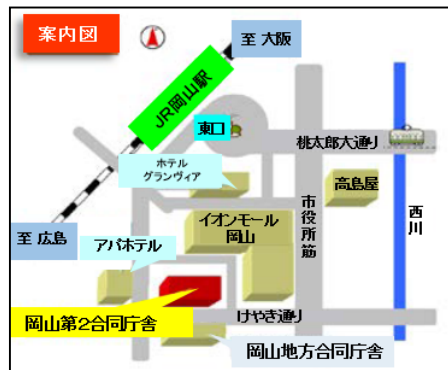 案内図
至 大阪
JR岡山駅
東口
桃太郎大通り
ホテル
グランヴィア
高島屋
市役所筋
西川
イオンモール
岡山
至 広島
アパホテル
岡山第2合同庁舎
けやき通り
岡山地方合同庁舎